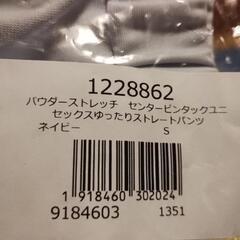 1228862
パウダーストレッチ センターピンタックユニ
セックスゆったりストレートパンツ
ネイビー S
1 918460 302024
9184603 1351